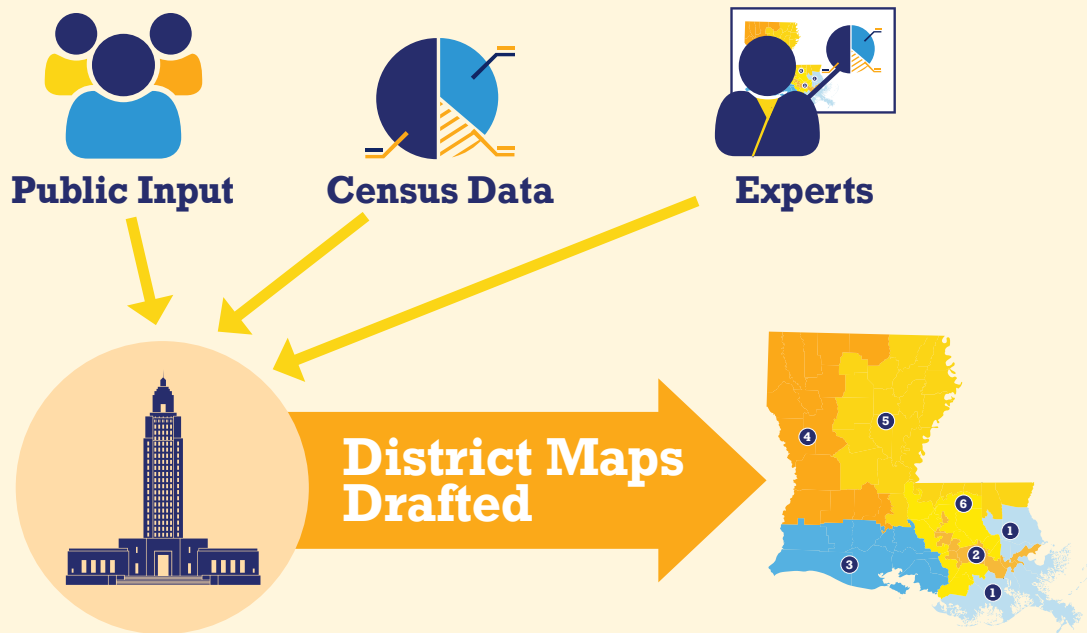 Public Input
Census Data
Experts
District Maps
Drafted
4
5
6
1
2
3
1